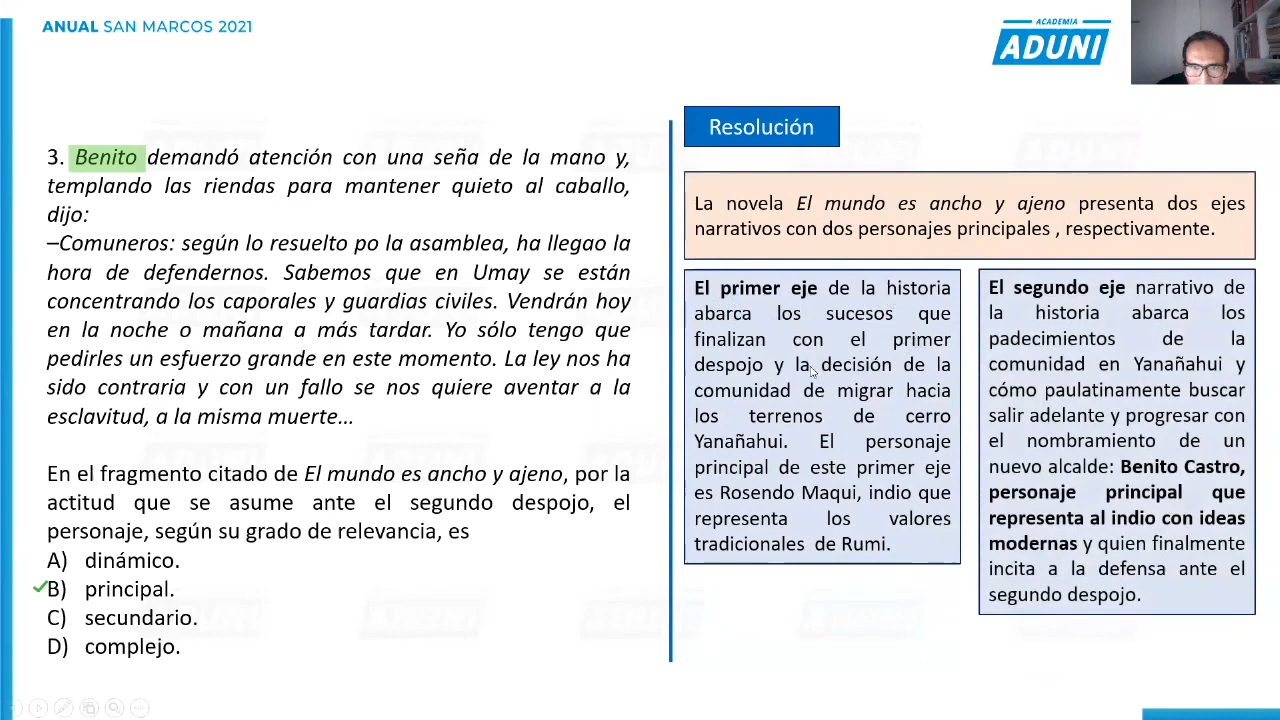 ANUAL SAN MARCOS 2021
ACADEMIA
ADUNI
3. Benito demandó atención con una seña de la mano y,
templando las riendas para mantener quieto al caballo,
dijo:
–Comuneros: según lo resuelto po la asamblea, ha llegao la
hora de defendernos. Sabemos que en Umay se están
concentrando los caporales y guardias civiles. Vendrán hoy
en la noche o mañana a más tardar. Yo sólo tengo que
pedirles un esfuerzo grande en este momento. La ley nos ha
sido contraria y con un fallo se nos quiere aventar a la
esclavitud, a la misma muerte…
En el fragmento citado de El mundo es ancho y ajeno, por la
actitud que se asume ante el segundo despojo, el
personaje, según su grado de relevancia, es
A) dinámico.
B) principal.
C) secundario.
D) complejo.
Resolución
La novela El mundo es ancho y ajeno presenta dos ejes
narrativos con dos personajes principales , respectivamente.
El primer eje de la historia
abarca los sucesos que
finalizan con el primer
despojo y la decisión de la
comunidad de migrar hacia
los terrenos de cerro
Yanañahui. El personaje
principal de este primer eje
es Rosendo Maqui, indio que
representa los valores
tradicionales de Rumi.
El segundo eje narrativo de
la historia abarca los
padecimientos de la
comunidad en Yanañahui y
cómo paulatinamente buscar
salir adelante y progresar con
el nombramiento de un
nuevo alcalde: Benito Castro,
personaje principal que
representa al indio con ideas
modernas y quien finalmente
incita a la defensa ante el
segundo despojo.